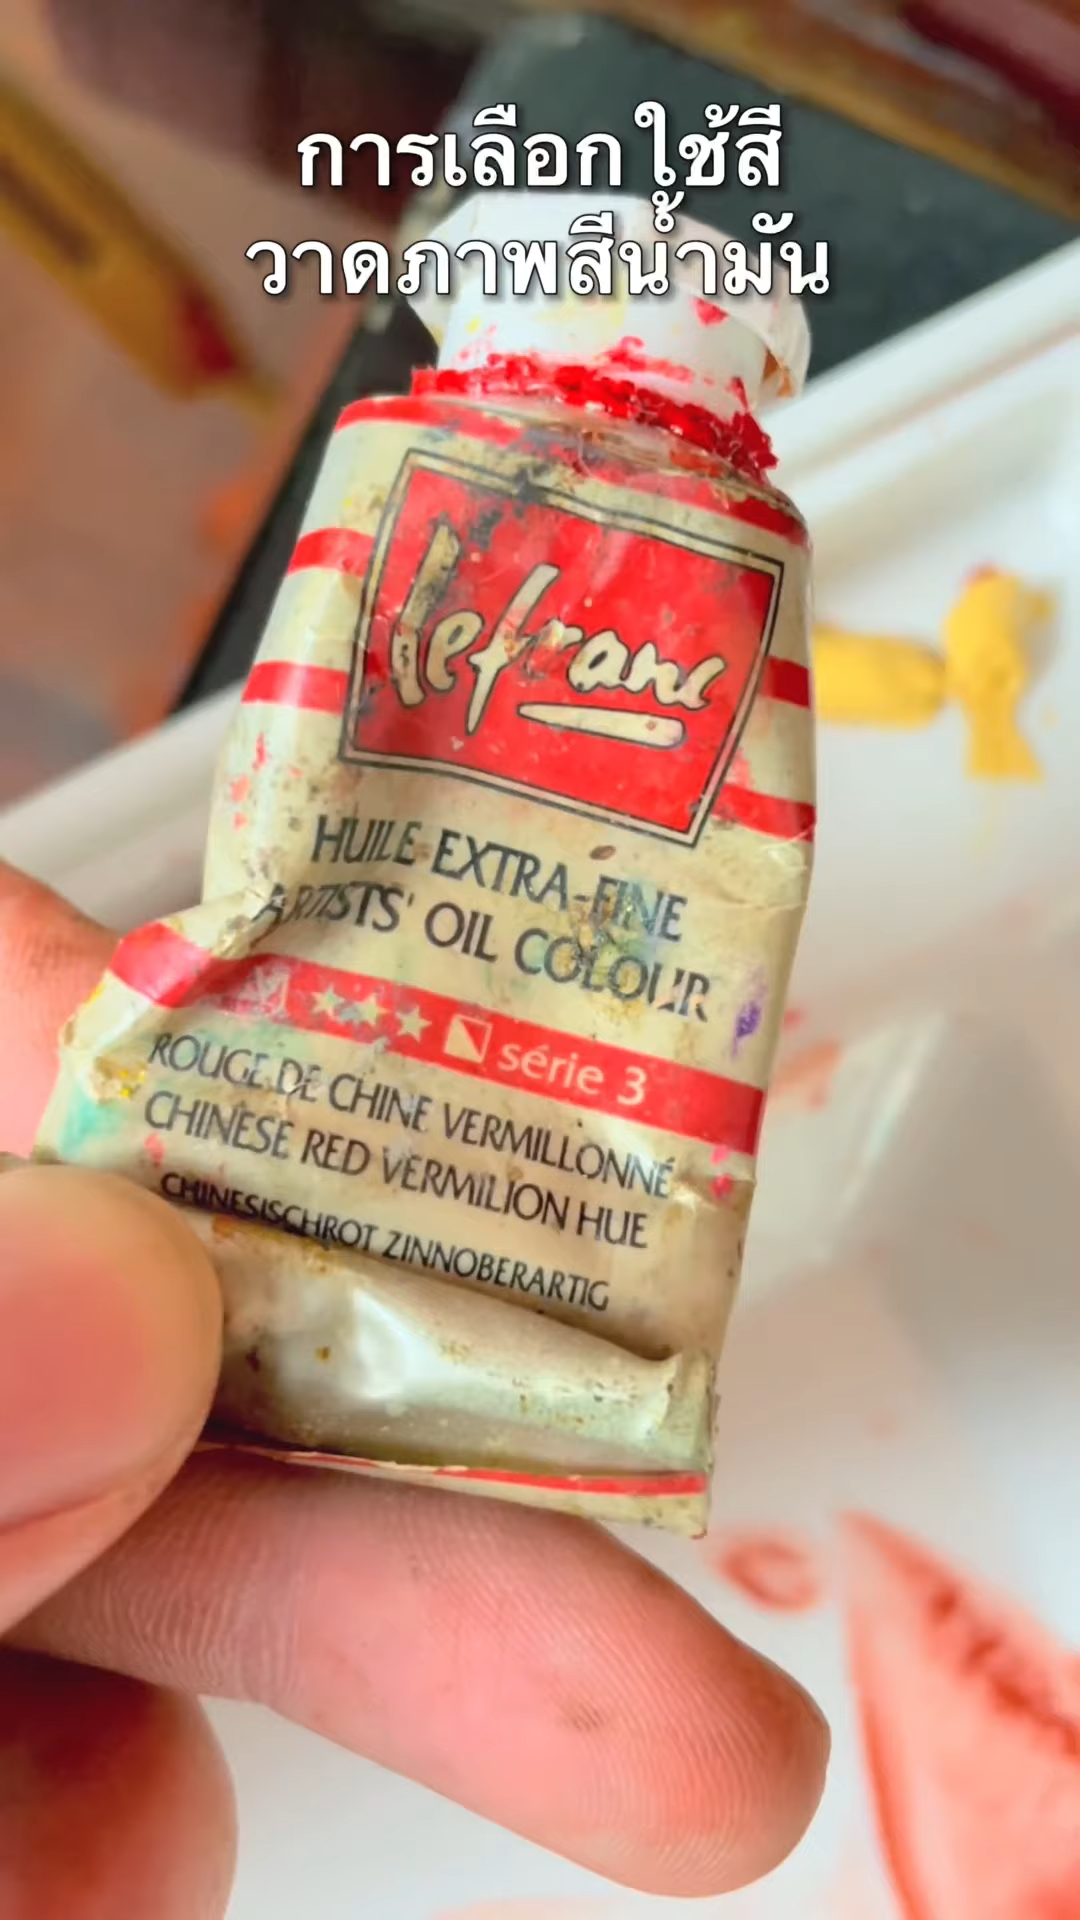 การเลือกใช้สี
วาดภาพสีน้ำมัน
lefranc
HUILE EXTRA-FINE
ARTISTS' OIL COLOUR
série 3
ROUGE DE CHINE VERMILLONNÉ
CHINESE RED VERMILION HUE
CHINESISCHROT ZINNOBERARTIG